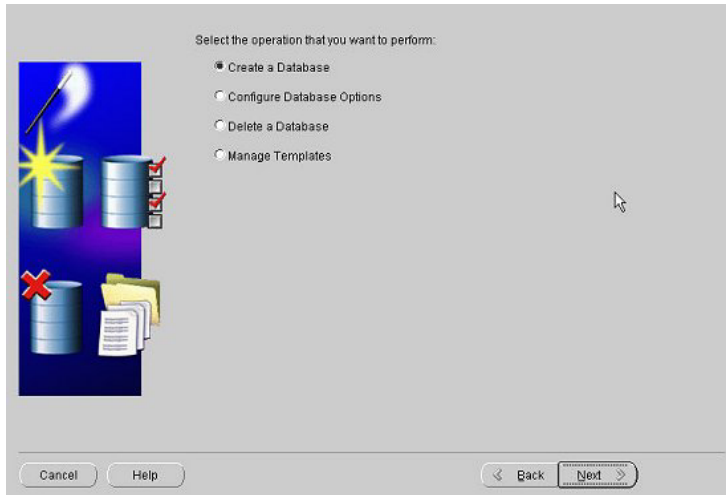 Select the operation that you want to perform:
Create a Database
Configure Database Options
Delete a Database
Manage Templates
Cancel
Help
Back
Next